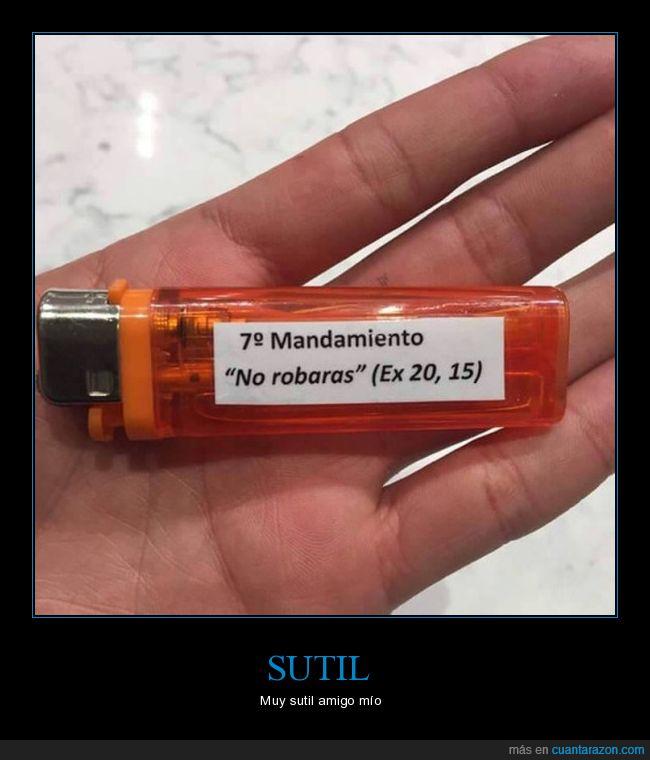 7º Mandamiento
“No robaras” (Ex 20, 15)
SUTIL
Muy sutil amigo mío
más en cuantarazon.com